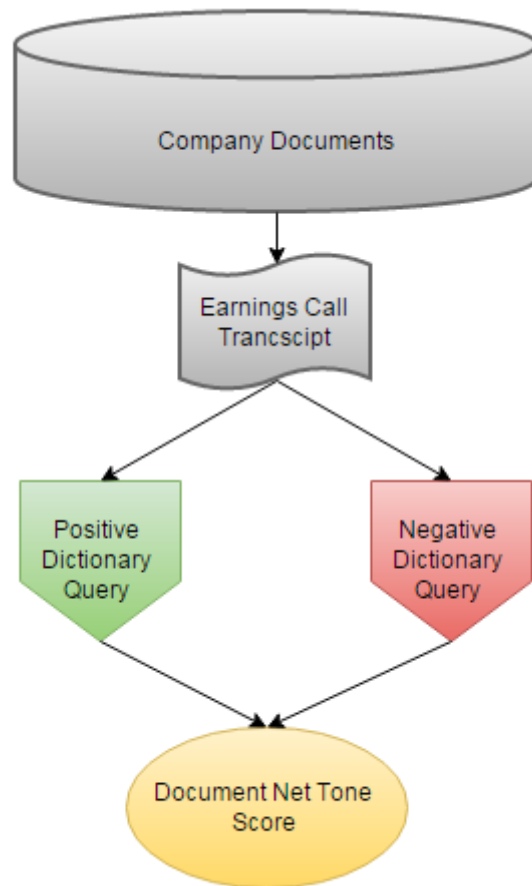 Company Documents
Earnings Call
Trancscipt
Positive
Dictionary
Query
Negative
Dictionary
Query
Document Net Tone
Score